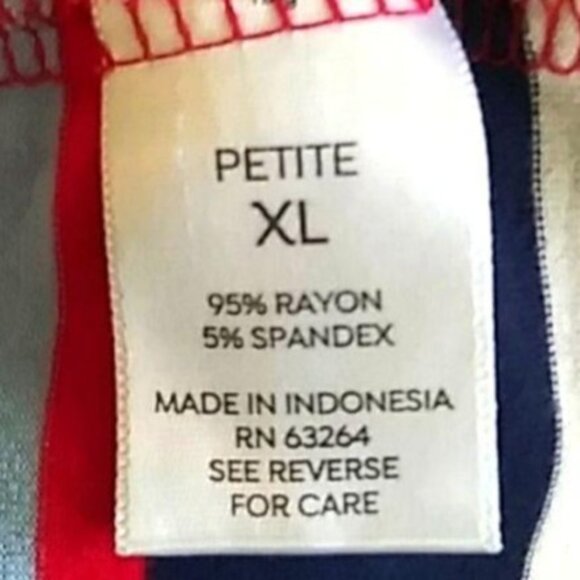 PETITE
XL
95% RAYON
5% SPANDEX
MADE IN INDONESIA
RN 63264
SEE REVERSE
FOR CARE